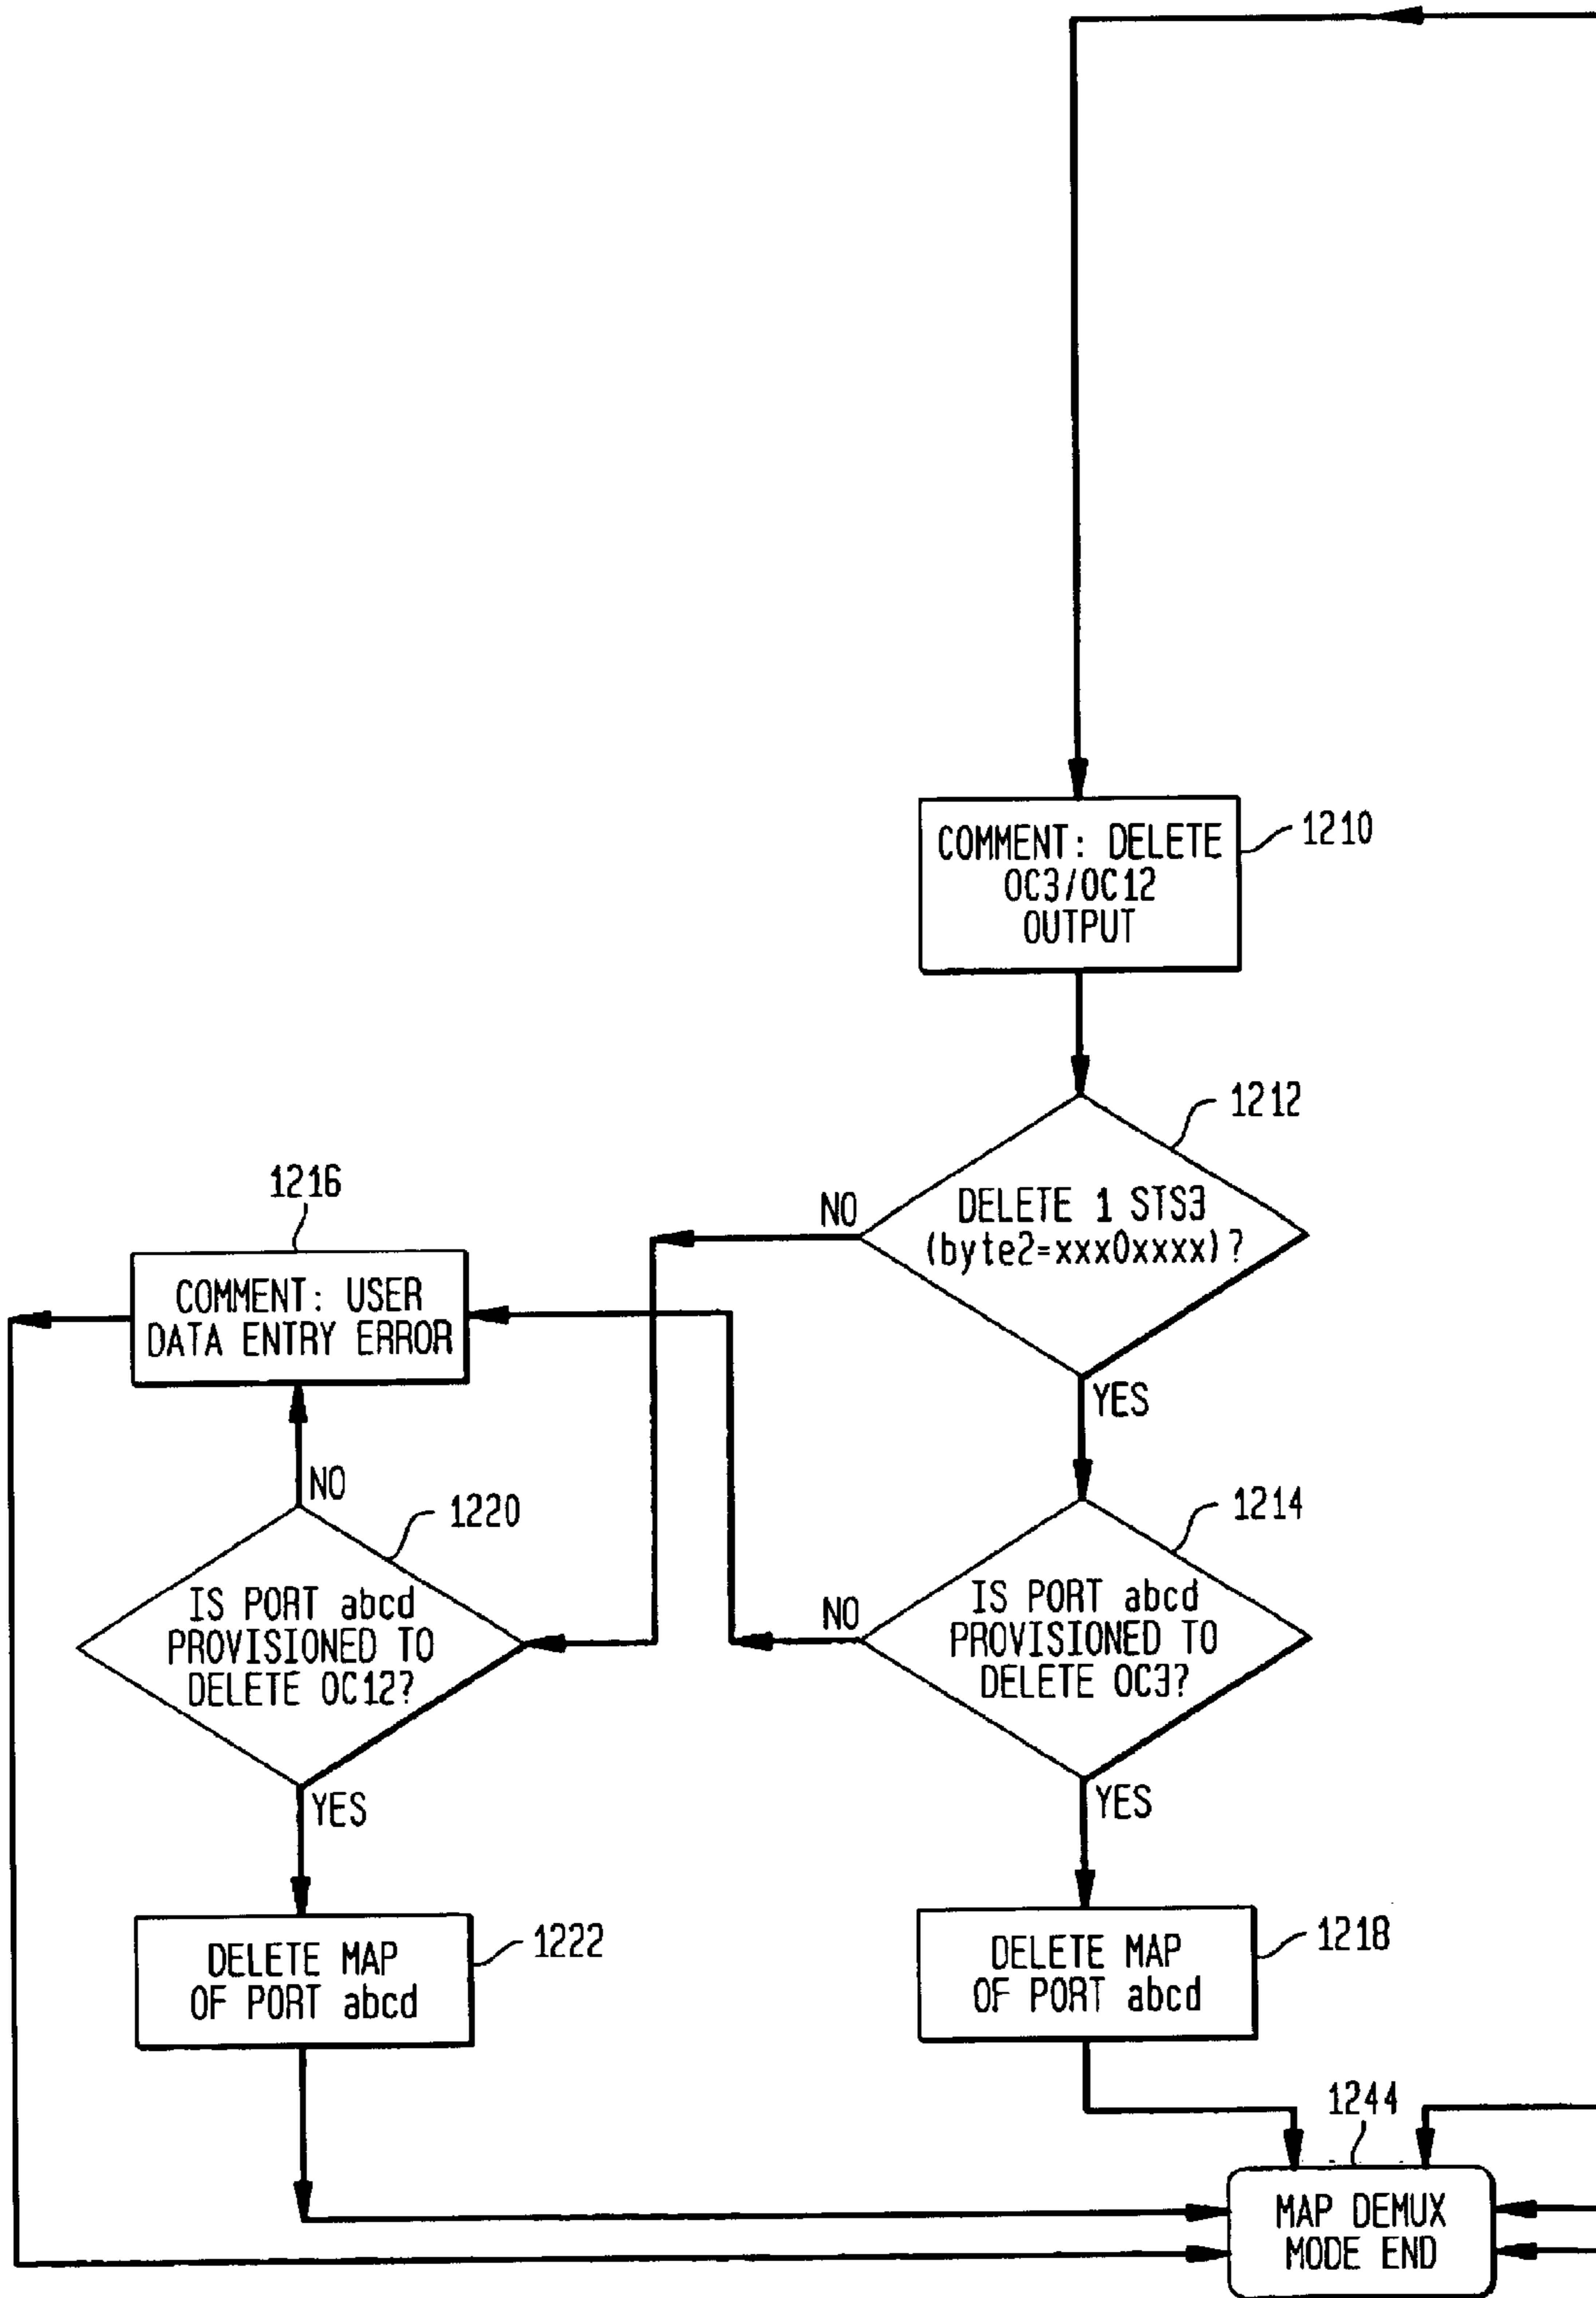 COMMENT: DELETE
OC3/OC12
OUTPUT
1210
1212
NO
DELETE 1 STS3
(byte2=xxx0xxxx)?
YES
1216
COMMENT: USER
DATA ENTRY ERROR
NO
1220
IS PORT abcd
PROVISIONED TO
DELETE OC12?
YES
1214
NO
IS PORT abcd
PROVISIONED TO
DELETE OC3?
YES
1222
DELETE MAP
OF PORT abcd
1218
DELETE MAP
OF PORT abcd
1244
MAP DEMUX
MODE END